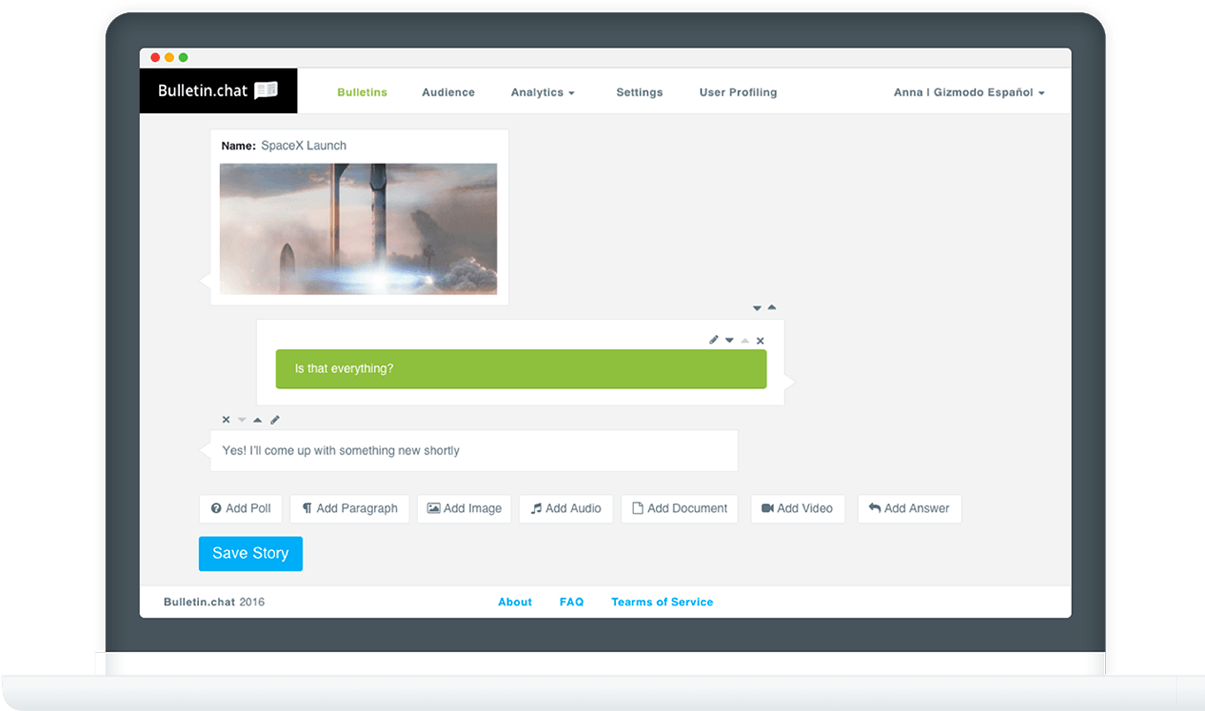 Bulletin.chat
Bulletins Audience Analytics Settings User Profiling Anna | Gizmodo Español
Name: SpaceX Launch
Is that everything?
Yes! I'll come up with something new shortly
Add Poll Add Paragraph Add Image Add Audio Add Document Add Video Add Answer
Save Story
Bulletin.chat 2016 About FAQ Tearms of Service